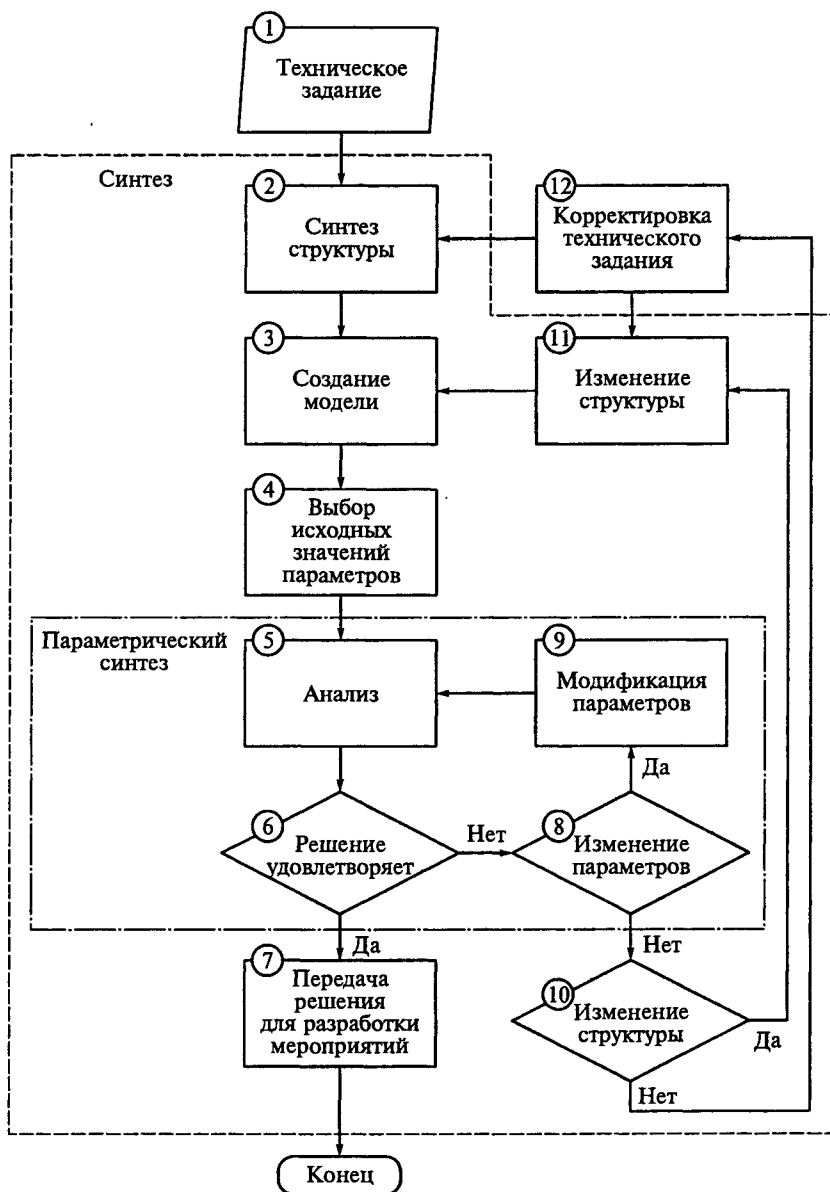 1
Техническое
задание
Синтез
2
Синтез
структуры
12
Корректировка
технического
задания
3
Создание
модели
11
Изменение
структуры
4
Выбор
исходных
значений
параметров
Параметрический
синтез
5
Анализ
9
Модификация
параметров
Да
6
Решение
удовлетворяет
Нет
8
Изменение
параметров
Да
Нет
7
Передача
решения
для разработки
мероприятий
10
Изменение
структуры
Да
Нет
Конец